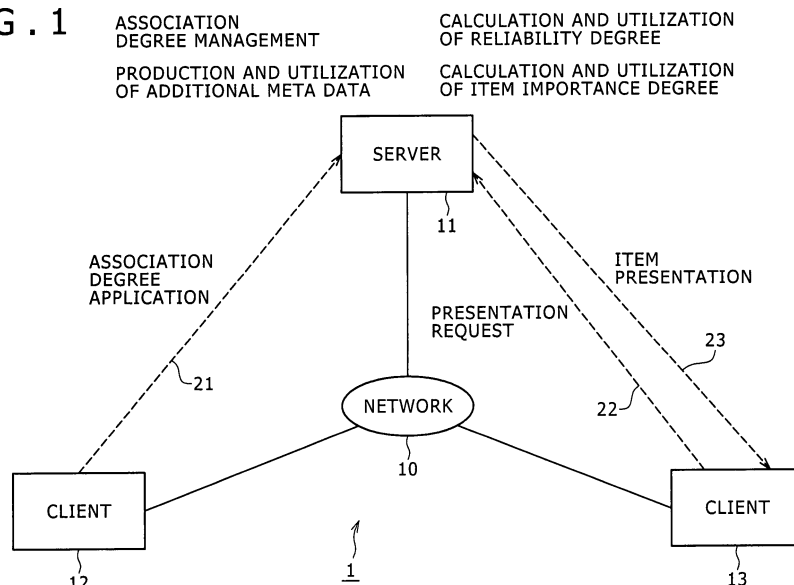 G.1
ASSOCIATION
DEGREE MANAGEMENT
PRODUCTION AND UTILIZATION
OF ADDITIONAL META DATA
CALCULATION AND UTILIZATION
OF RELIABILITY DEGREE
CALCULATION AND UTILIZATION
OF ITEM IMPORTANCE DEGREE
SERVER
11
ASSOCIATION
DEGREE
APPLICATION
21
PRESENTATION
REQUEST
22
ITEM
PRESENTATION
23
NETWORK
10
CLIENT
12
1
CLIENT
13